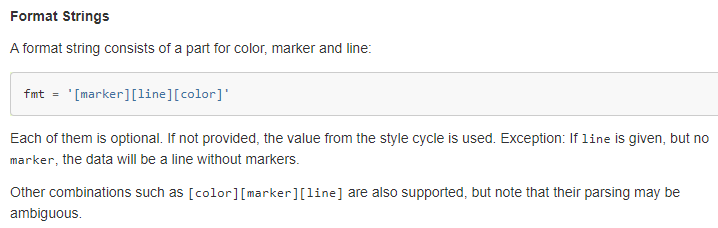 Format Strings
A format string consists of a part for color, marker and line:
fmt = '[marker][line][color]'
Each of them is optional. If not provided, the value from the style cycle is used. Exception: If line is given, but no
marker, the data will be a line without markers.
Other combinations such as [color][marker][line] are also supported, but note that their parsing may be
ambiguous.